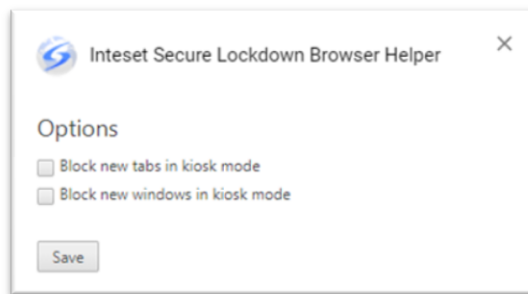 Inteset Secure Lockdown Browser Helper
Options
Block new tabs in kiosk mode
Block new windows in kiosk mode
Save